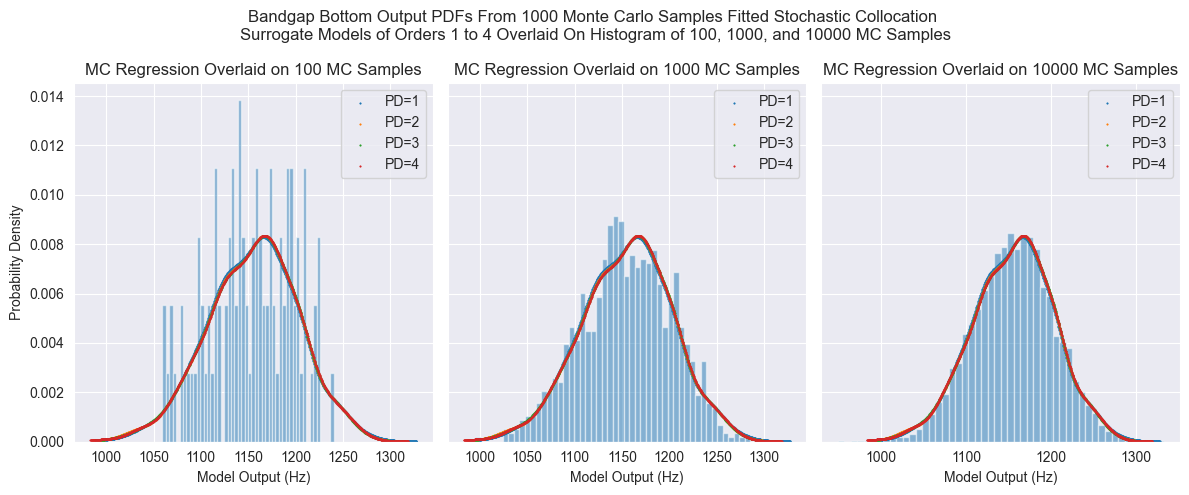 Bandgap Bottom Output PDFs From 1000 Monte Carlo Samples Fitted Stochastic Collocation
Surrogate Models of Orders 1 to 4 Overlaid On Histogram of 100, 1000, and 10000 MC Samples
MC Regression Overlaid on 100 MC Samples
MC Regression Overlaid on 1000 MC Samples
MC Regression Overlaid on 10000 MC Samples
Probability Density
0.014
0.012
0.010
0.008
0.006
0.004
0.002
0.000
PD=1
PD=2
PD=3
PD=4
1000 1050 1100 1150 1200 1250 1300
Model Output (Hz)
PD=1
PD=2
PD=3
PD=4
1000 1050 1100 1150 1200 1250 1300
Model Output (Hz)
PD=1
PD=2
PD=3
PD=4
1000 1100 1200 1300
Model Output (Hz)